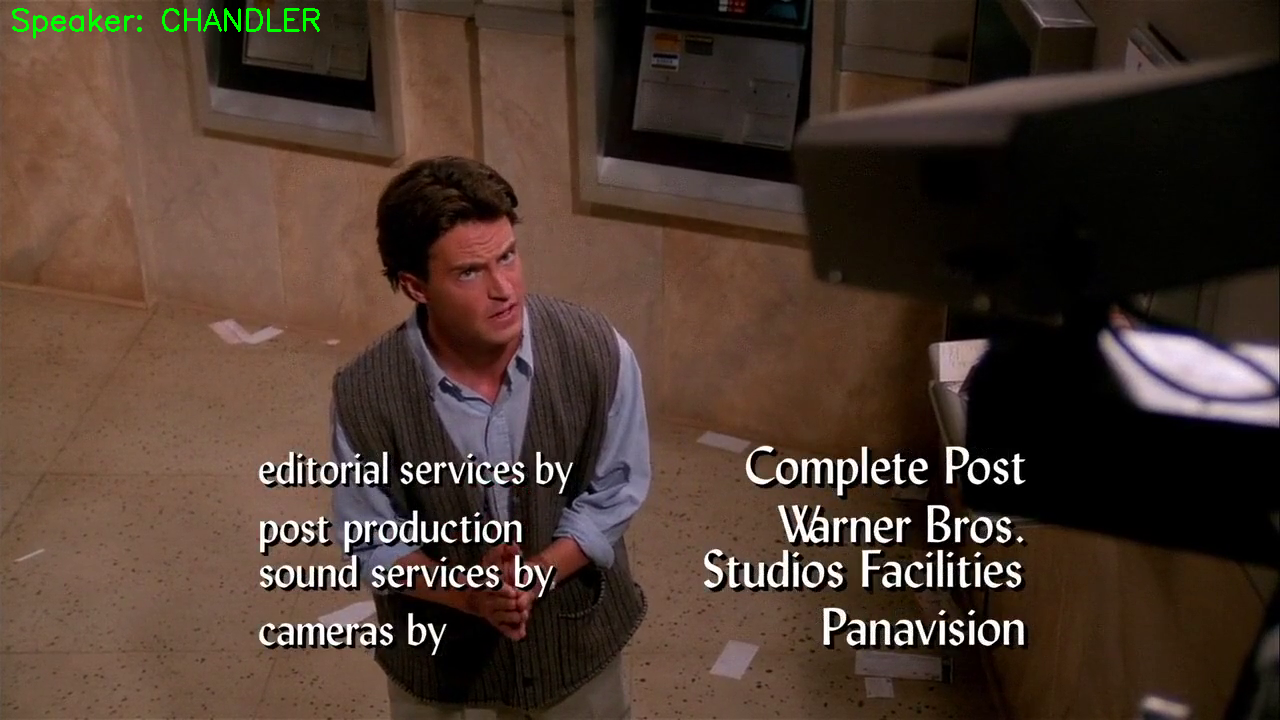 Speaker: CHANDLER
editorial services by Complete Post
post production Warner Bros.
sound services by Studios Facilities
cameras by Panavision